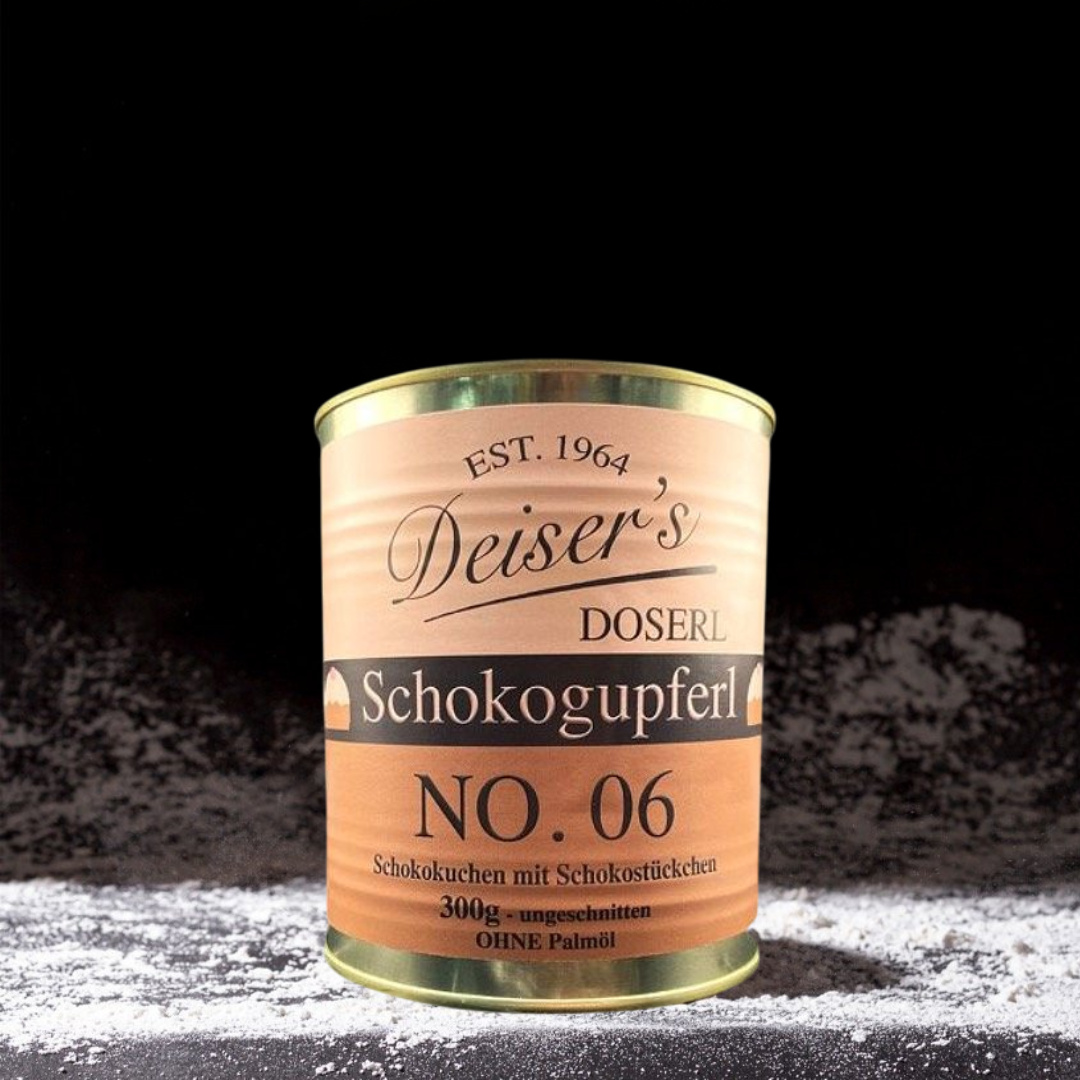 EST. 1964
Deiser's
DOSERL
Schokogupferl
NO. 06
Schokokuchen mit Schokostückchen
300g - ungeschnitten
OHNE Palmöl